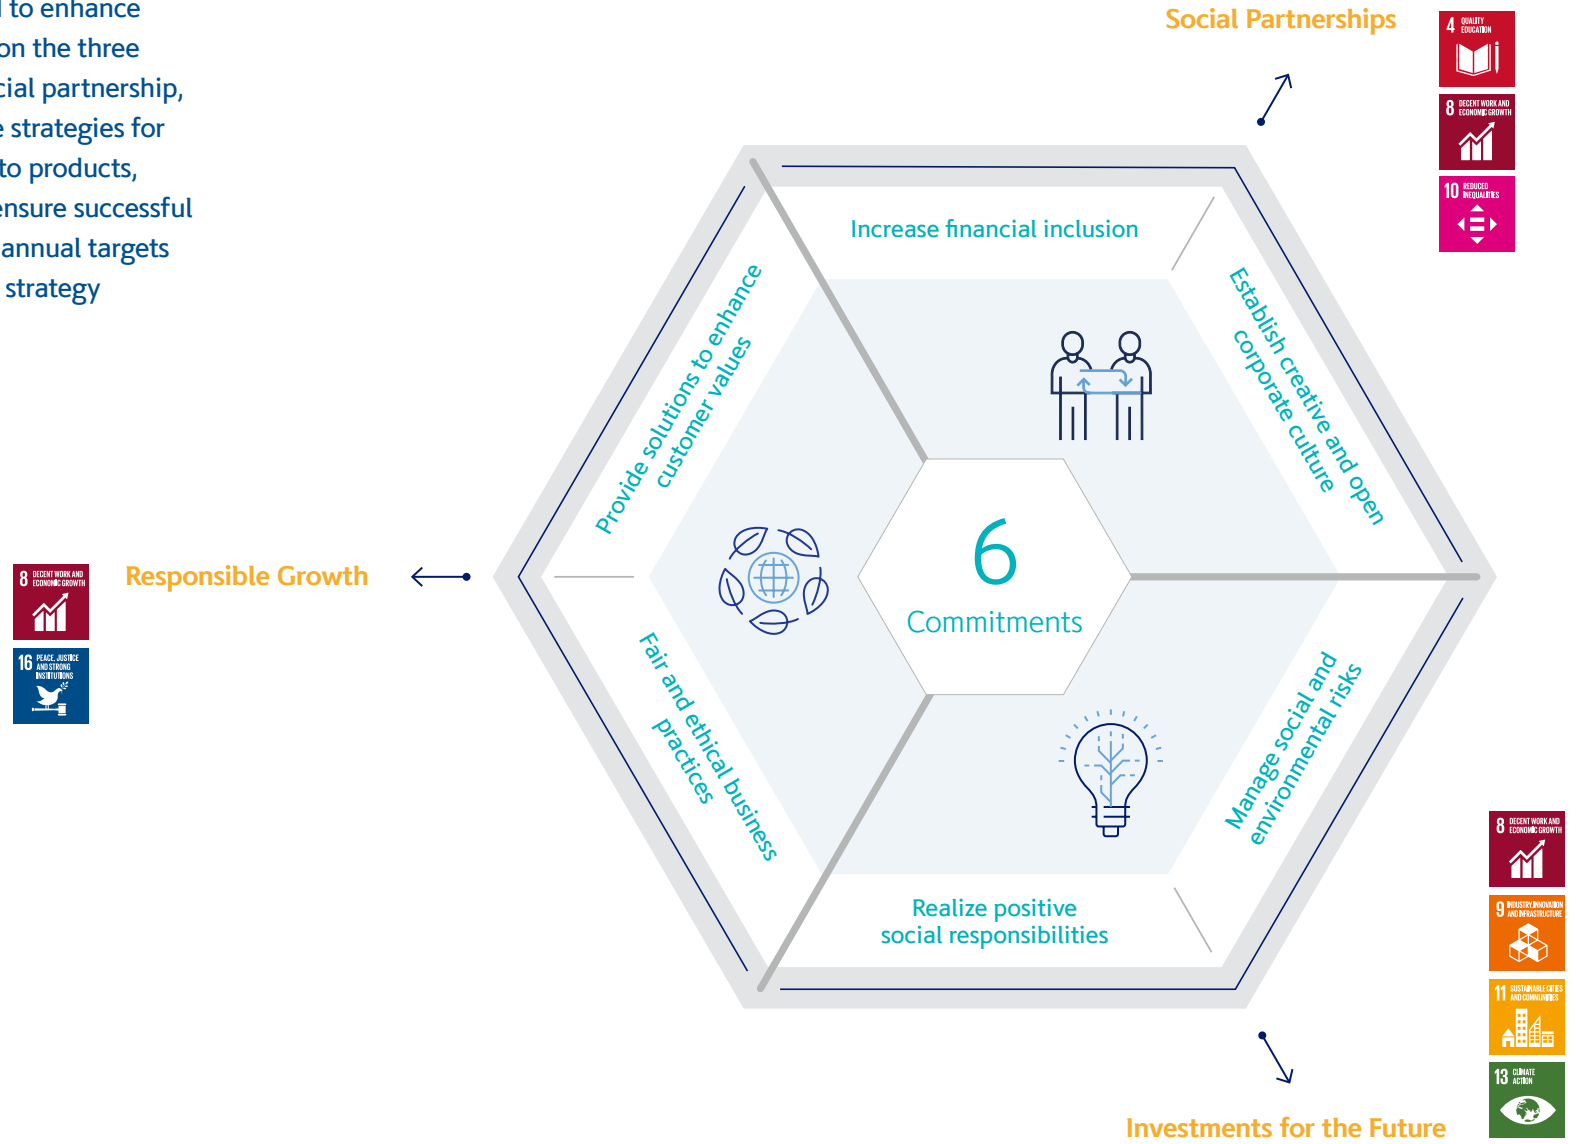 to enhance
on the three
cial partnership,
strategies for
to products,
ensure successful
annual targets
strategy
Social Partnerships
4 QUALITY
EDUCATION
8 DECENT WORK AND
ECONOMIC GROWTH
10 REDUCED
INEQUALITIES
Increase financial inclusion
Establish creative and open
corporate culture
Provide solutions to enhance
customer values
6
Commitments
8 DECENT WORK AND
ECONOMIC GROWTH
16 PEACE, JUSTICE
AND STRONG
INSTITUTIONS
Responsible Growth
Fair and ethical business
practices
Manage social and
environmental risks
Realize positive
social responsibilities
8 DECENT WORK AND
ECONOMIC GROWTH
9 INDUSTRY, INNOVATION
AND INFRASTRUCTURE
11 SUSTAINABLE CITIES
AND COMMUNITIES
13 CLIMATE
ACTION
Investments for the Future